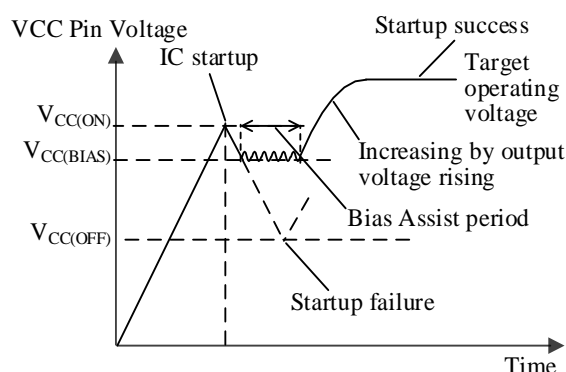 VCC Pin Voltage
Startup success
IC startup
Target
operating
voltage
VCC(ON)
VCC(BIAS)
Increasing by output
voltage rising
Bias Assist period
VCC(OFF)
Startup failure
Time